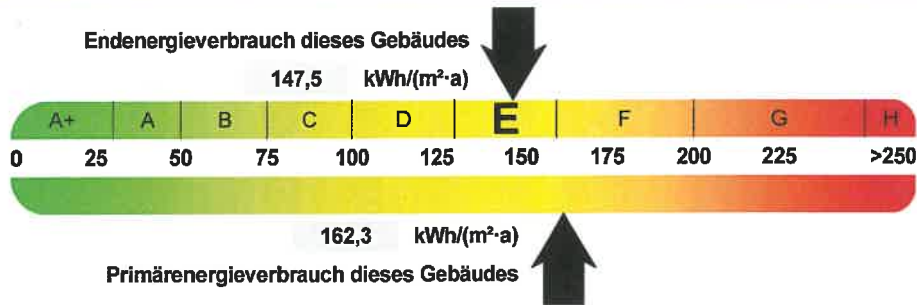 Endenergieverbrauch dieses Gebäudes
147,5 kWh/(m²·a)
A+ A B C D E F G H
0 25 50 75 100 125 150 175 200 225 >250
162,3 kWh/(m²·a)
Primärenergieverbrauch dieses Gebäudes